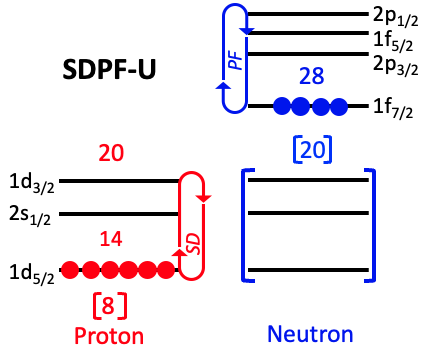 2p1/2
1f5/2
2p3/2
1f7/2
PF
28
[20]
SDPF-U
20
1d3/2
2s1/2
14
1d5/2
SD
[8]
Proton
Neutron